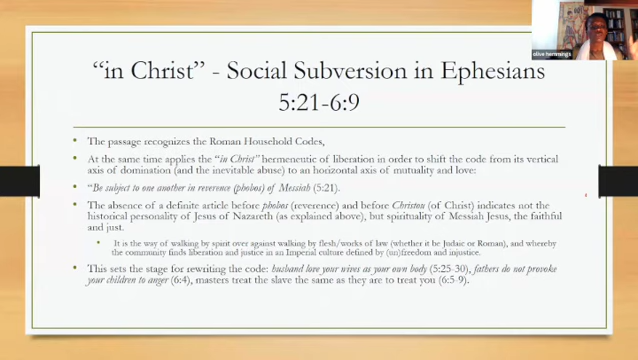 olive hemmings
“in Christ” - Social Subversion in Ephesians
5:21-6:9
• The passage recognizes the Roman Household Codes,
• At the same time applies the “in Christ” hermeneutic of liberation in order to shift the code from its vertical
axis of domination (and the inevitable abuse) to an horizontal axis of mutuality and love:
• “Be subject to one another in reverence (phobos) of Messiah (5:21).
• The absence of a definite article before phobos (reverence) and before Christou (of Christ) indicates not the
historical personality of Jesus of Nazareth (as explained above), but spirituality of Messiah Jesus, the faithful
and just.
• It is the way of walking by spirit over against walking by flesh/works of law (whether it be Judaic or Roman), and whereby
the community finds liberation and justice in an Imperial culture defined by (un)freedom and injustice.
• This sets the stage for rewriting the code: husband love your wives as your own body (5:25-30), fathers do not provoke
your children to anger (6:4), masters treat the slave the same as they are to treat you (6:5-9)